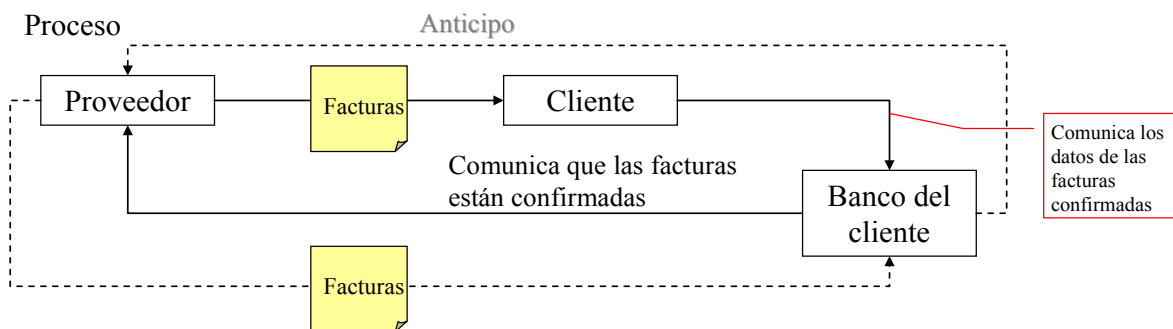 Proceso
Anticipo
Proveedor
Facturas
Cliente
Comunica los
datos de las
facturas
confirmadas
Comunica que las facturas
están confirmadas
Banco del
cliente
Facturas